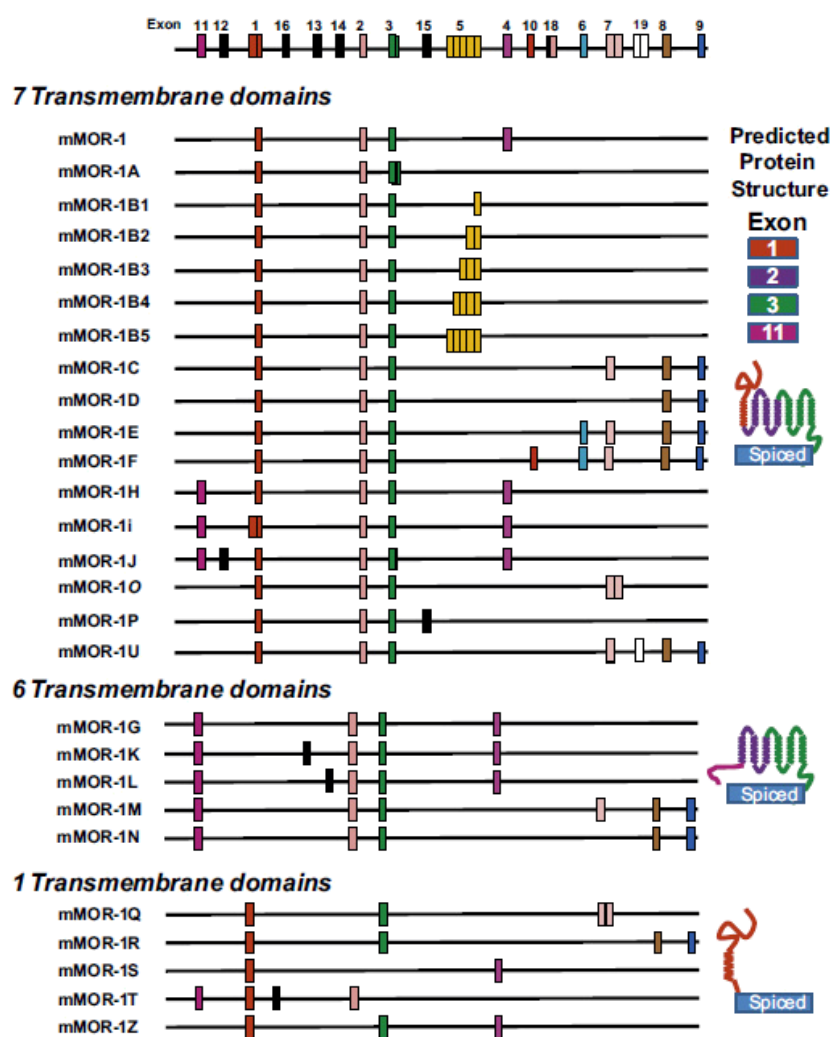 Exon 11 12 1 16 13 14 2 3 15 5 4 10 18 6 7 19 8 9
7 Transmembrane domains
mMOR-1
mMOR-1A
mMOR-1B1
mMOR-1B2
mMOR-1B3
mMOR-1B4
mMOR-1B5
mMOR-1C
mMOR-1D
mMOR-1E
mMOR-1F
mMOR-1H
mMOR-1i
mMOR-1J
mMOR-1O
mMOR-1P
mMOR-1U
Predicted
Protein
Structure
Exon
1
2
3
11
Spiced
6 Transmembrane domains
mMOR-1G
mMOR-1K
mMOR-1L
mMOR-1M
mMOR-1N
Spiced
1 Transmembrane domains
mMOR-1Q
mMOR-1R
mMOR-1S
mMOR-1T
mMOR-1Z
Spiced